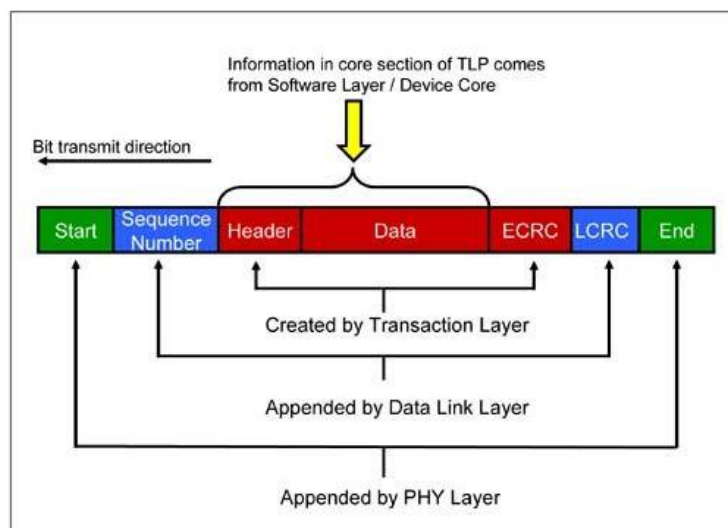 Information in core section of TLP comes
from Software Layer / Device Core
Bit transmit direction
Start
Sequence
Number
Header
Data
ECRC
LCRC
End
Created by Transaction Layer
Appended by Data Link Layer
Appended by PHY Layer